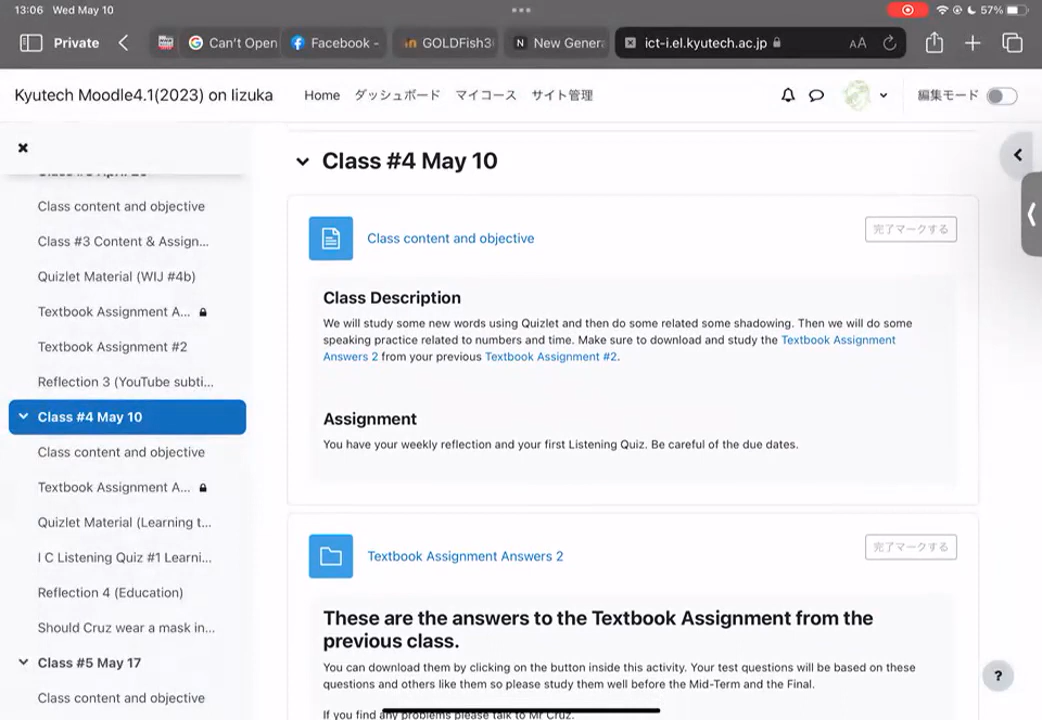 13:06 Wed May 10
57%
Private
Can't Open
Facebook -
GOLDFish3
New Genera
ict-i.el.kyutech.ac.jp
AA
Kyutech Moodle4.1(2023) on Iizuka
Home ダッシュボード マイコース サイト管理
編集モード
Class content and objective
Class #3 Content & Assign...
Quizlet Material (WIJ #4b)
Textbook Assignment A...
Textbook Assignment #2
Reflection 3 (YouTube subti...
Class #4 May 10
Class content and objective
Textbook Assignment A...
Quizlet Material (Learning t...
I C Listening Quiz #1 Learni...
Reflection 4 (Education)
Should Cruz wear a mask in...
Class #5 May 17
Class content and objective
Class #4 May 10
Class content and objective
完了マークする
Class Description
We will study some new words using Quizlet and then do some related some shadowing. Then we will do some
speaking practice related to numbers and time. Make sure to download and study the Textbook Assignment
Answers 2 from your previous Textbook Assignment #2.
Assignment
You have your weekly reflection and your first Listening Quiz. Be careful of the due dates.
Textbook Assignment Answers 2
完了マークする
These are the answers to the Textbook Assignment from the
previous class.
You can download them by clicking on the button inside this activity. Your test questions will be based on these
questions and others like them so please study them well before the Mid-Term and the Final.
If you find any problems please talk to Mr Cruz.
?